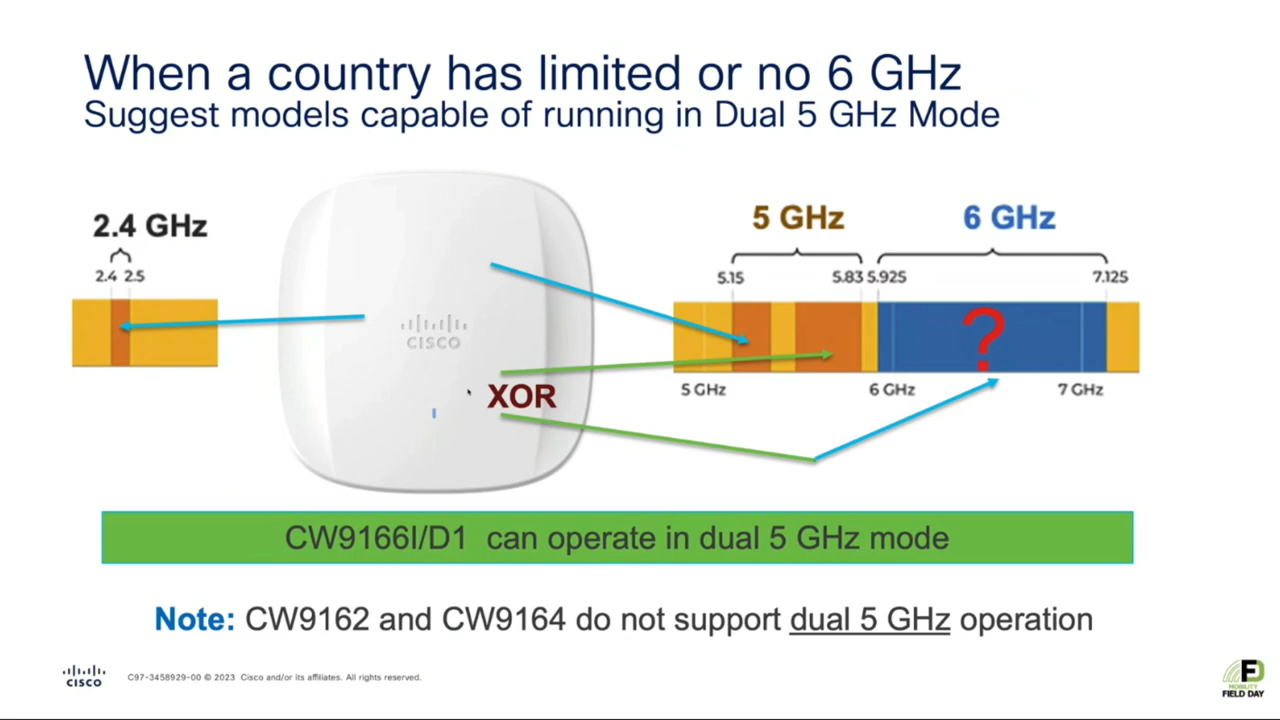 When a country has limited or no 6 GHz
Suggest models capable of running in Dual 5 GHz Mode
2.4 GHz
2.4 2.5
CISCO
XOR
5 GHz
6 GHz
5.15
5.83
5.925
7.125
?
5 GHz
6 GHz
7 GHz
CW9166I/D1 can operate in dual 5 GHz mode
Note: CW9162 and CW9164 do not support dual 5 GHz operation
CISCO
C97-3458929-00 © 2023 Cisco and/or its affiliates. All rights reserved.
FD
MOBILITY
FIELD DAY